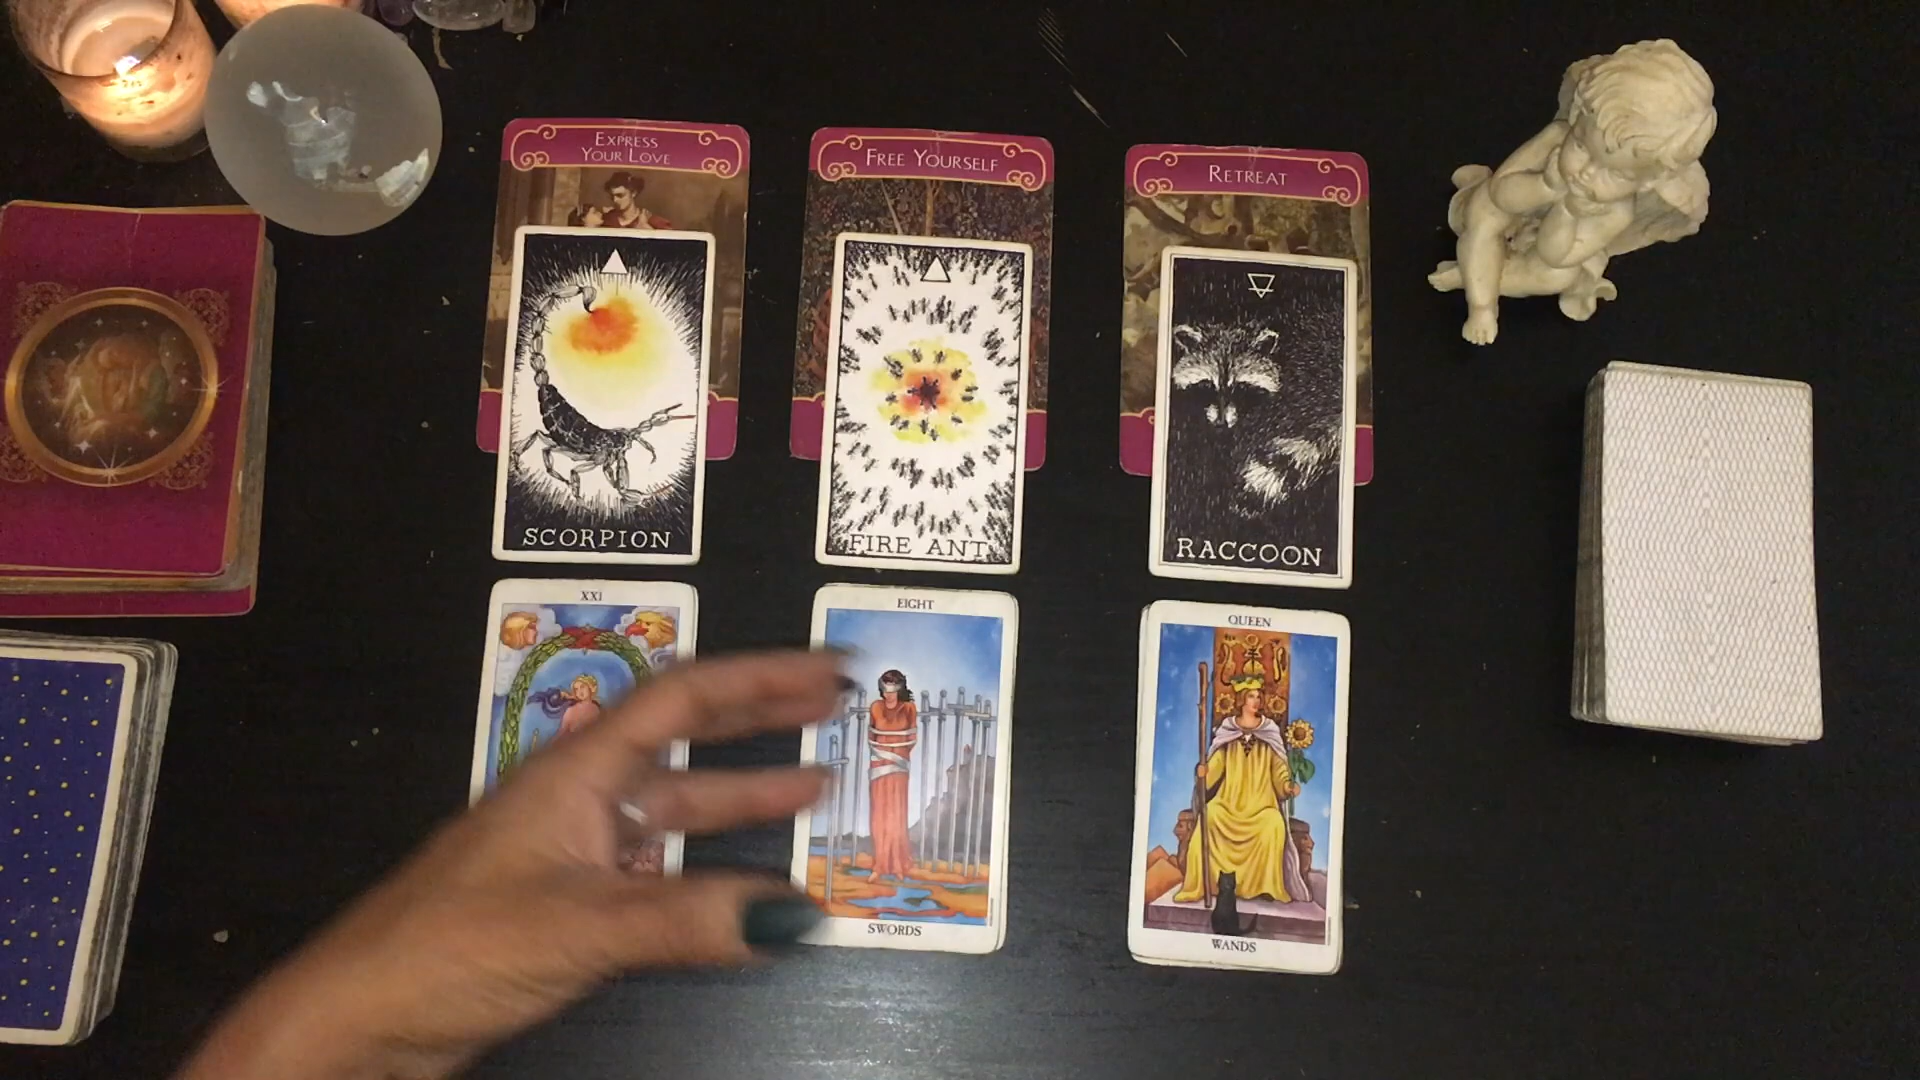 EXPRESS
YOUR LOVE
FREE YOURSELF
RETREAT
SCORPION
FIRE ANT
RACCOON
XXI
EIGHT
QUEEN
SWORDS
WANDS